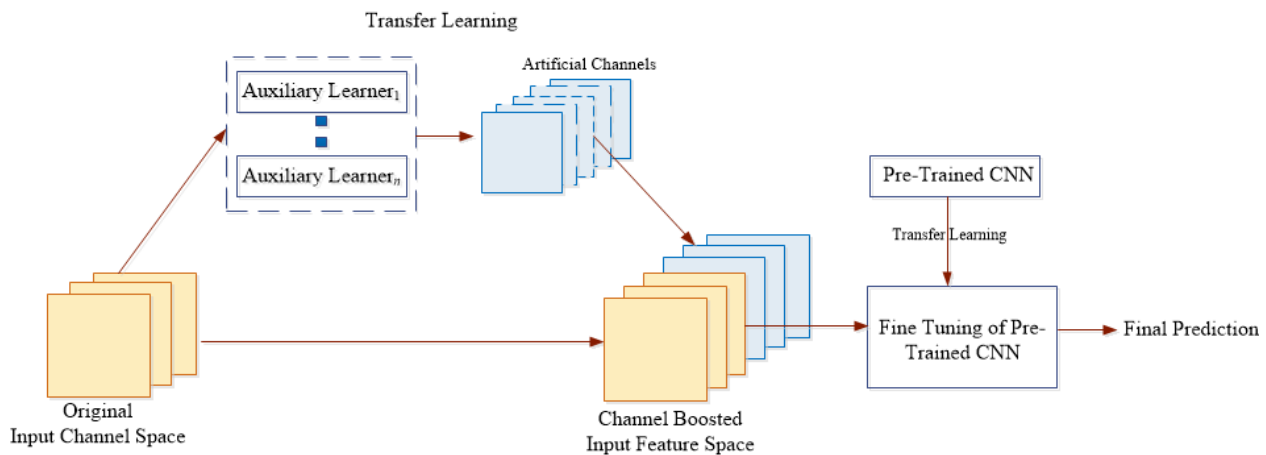 Transfer Learning
Auxiliary Learner₁
Auxiliary Learnerₙ
Artificial Channels
Pre-Trained CNN
Transfer Learning
Fine Tuning of Pre-
Trained CNN
Final Prediction
Original
Input Channel Space
Channel Boosted
Input Feature Space